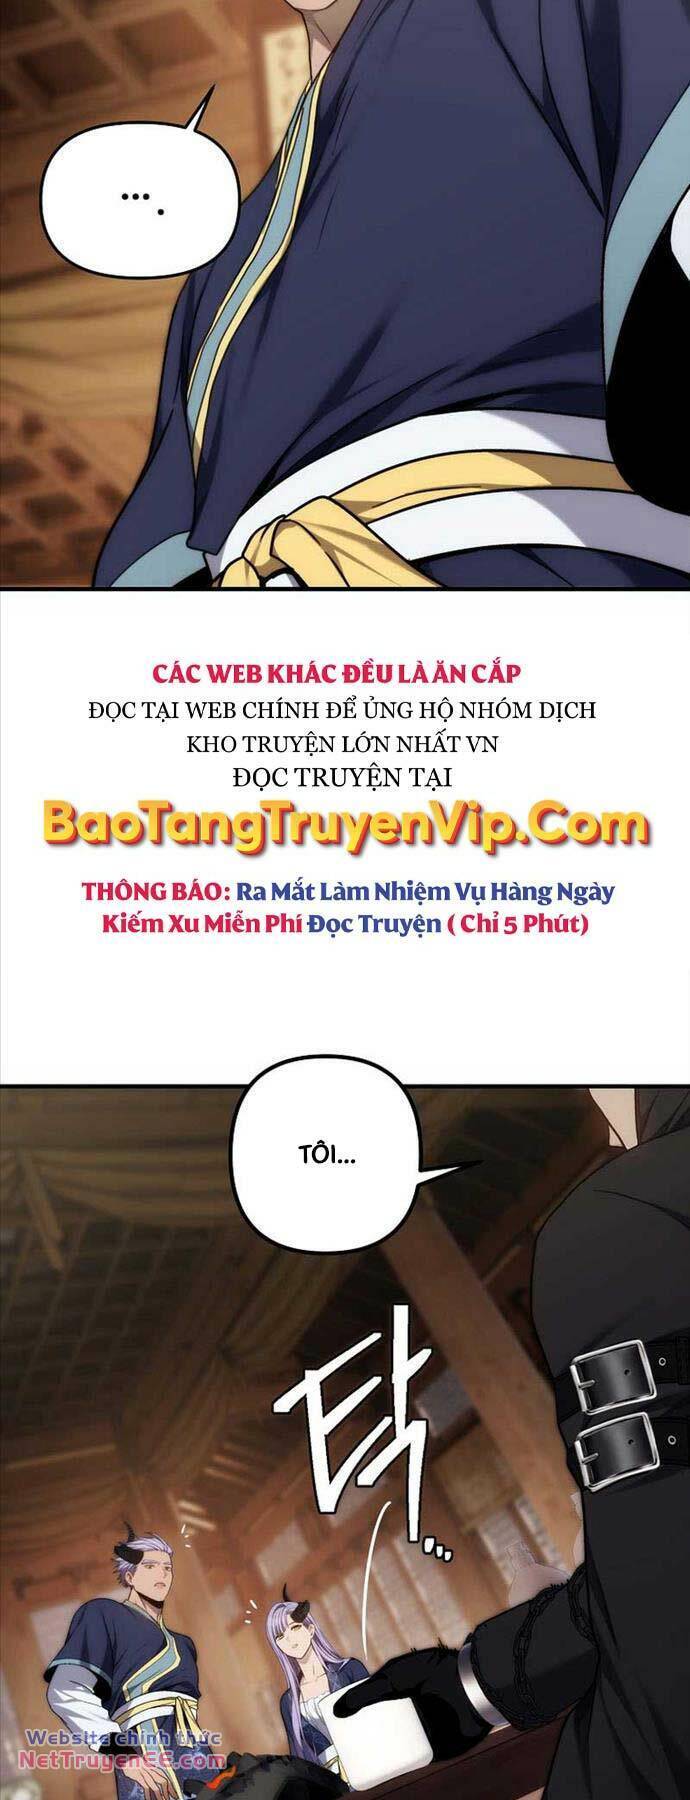 ...
.
CÁC WEB KHÁC ĐỀU LÀ ĂN CẮP
ĐỌC TẠI WEB CHÍNH ĐỂ ỦNG HỘ NHÓM DỊCH
KHO TRUYỆN LỚN NHẤT VN
ĐỌC TRUYỆN TẠI
BaoTangTruyenVip.Com
THÔNG BÁO: Ra Mắt Làm Nhiệm Vụ Hàng Ngày
Kiếm Xu Miễn Phí Đọc Truyện ( Chỉ 5 Phút)
TÔI...
턱
Website chính thức
NetTruyenEE.com